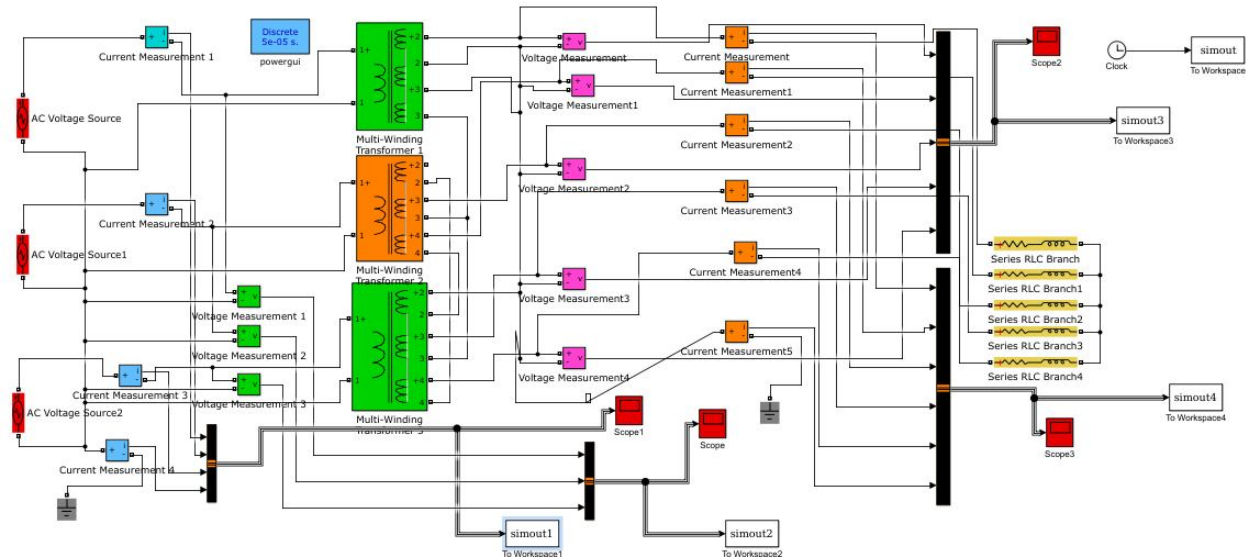 Current Measurement 1
Discrete
5e-05 s.
powergui
AC Voltage Source
Multi-Winding
Transformer 1
1+
1
+2
2
+3
3
Voltage Measurement
Voltage Measurement1
Current Measurement
Current Measurement1
Current Measurement2
Scope2
Clock
simout
To Workspace
simout3
To Workspace3
Current Measurement 2
AC Voltage Source1
Multi-Winding
Transformer 2
1+
1
+2
2
+3
3
+4
4
Voltage Measurement2
Current Measurement3
Current Measurement4
Voltage Measurement3
Series RLC Branch
Series RLC Branch1
Series RLC Branch2
Series RLC Branch3
Series RLC Branch4
Voltage Measurement 1
Voltage Measurement 2
Voltage Measurement 3
Current Measurement 3
AC Voltage Source2
Multi-Winding
Transformer 3
1+
1
+2
2
+3
3
+4
4
Voltage Measurement4
Current Measurement5
simout4
To Workspace4
Scope1
Scope
Scope3
Current Measurement 4
simout1
To Workspace1
simout2
To Workspace2